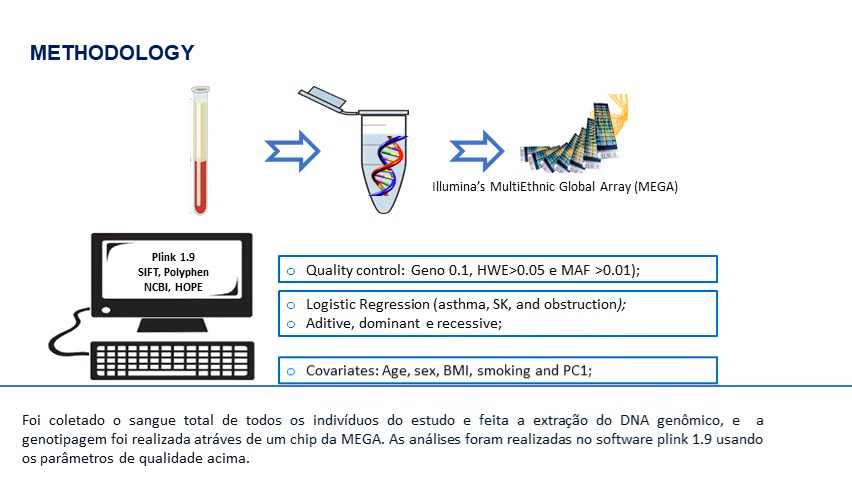 METHODOLOGY
Illumina's MultiEthnic Global Array (MEGA)
Plink 1.9
SIFT, Polyphen
NCBI, HOPE
o Quality control: Geno 0.1, HWE>0.05 e MAF >0.01);
o Logistic Regression (asthma, SK, and obstruction);
o Aditive, dominant e recessive;
o Covariates: Age, sex, BMI, smoking and PC1;
Foi coletado o sangue total de todos os indivíduos do estudo e feita a extração do DNA genômico, e a
genotipagem foi realizada atráves de um chip da MEGA. As análises foram realizadas no software plink 1.9 usando
os parâmetros de qualidade acima.